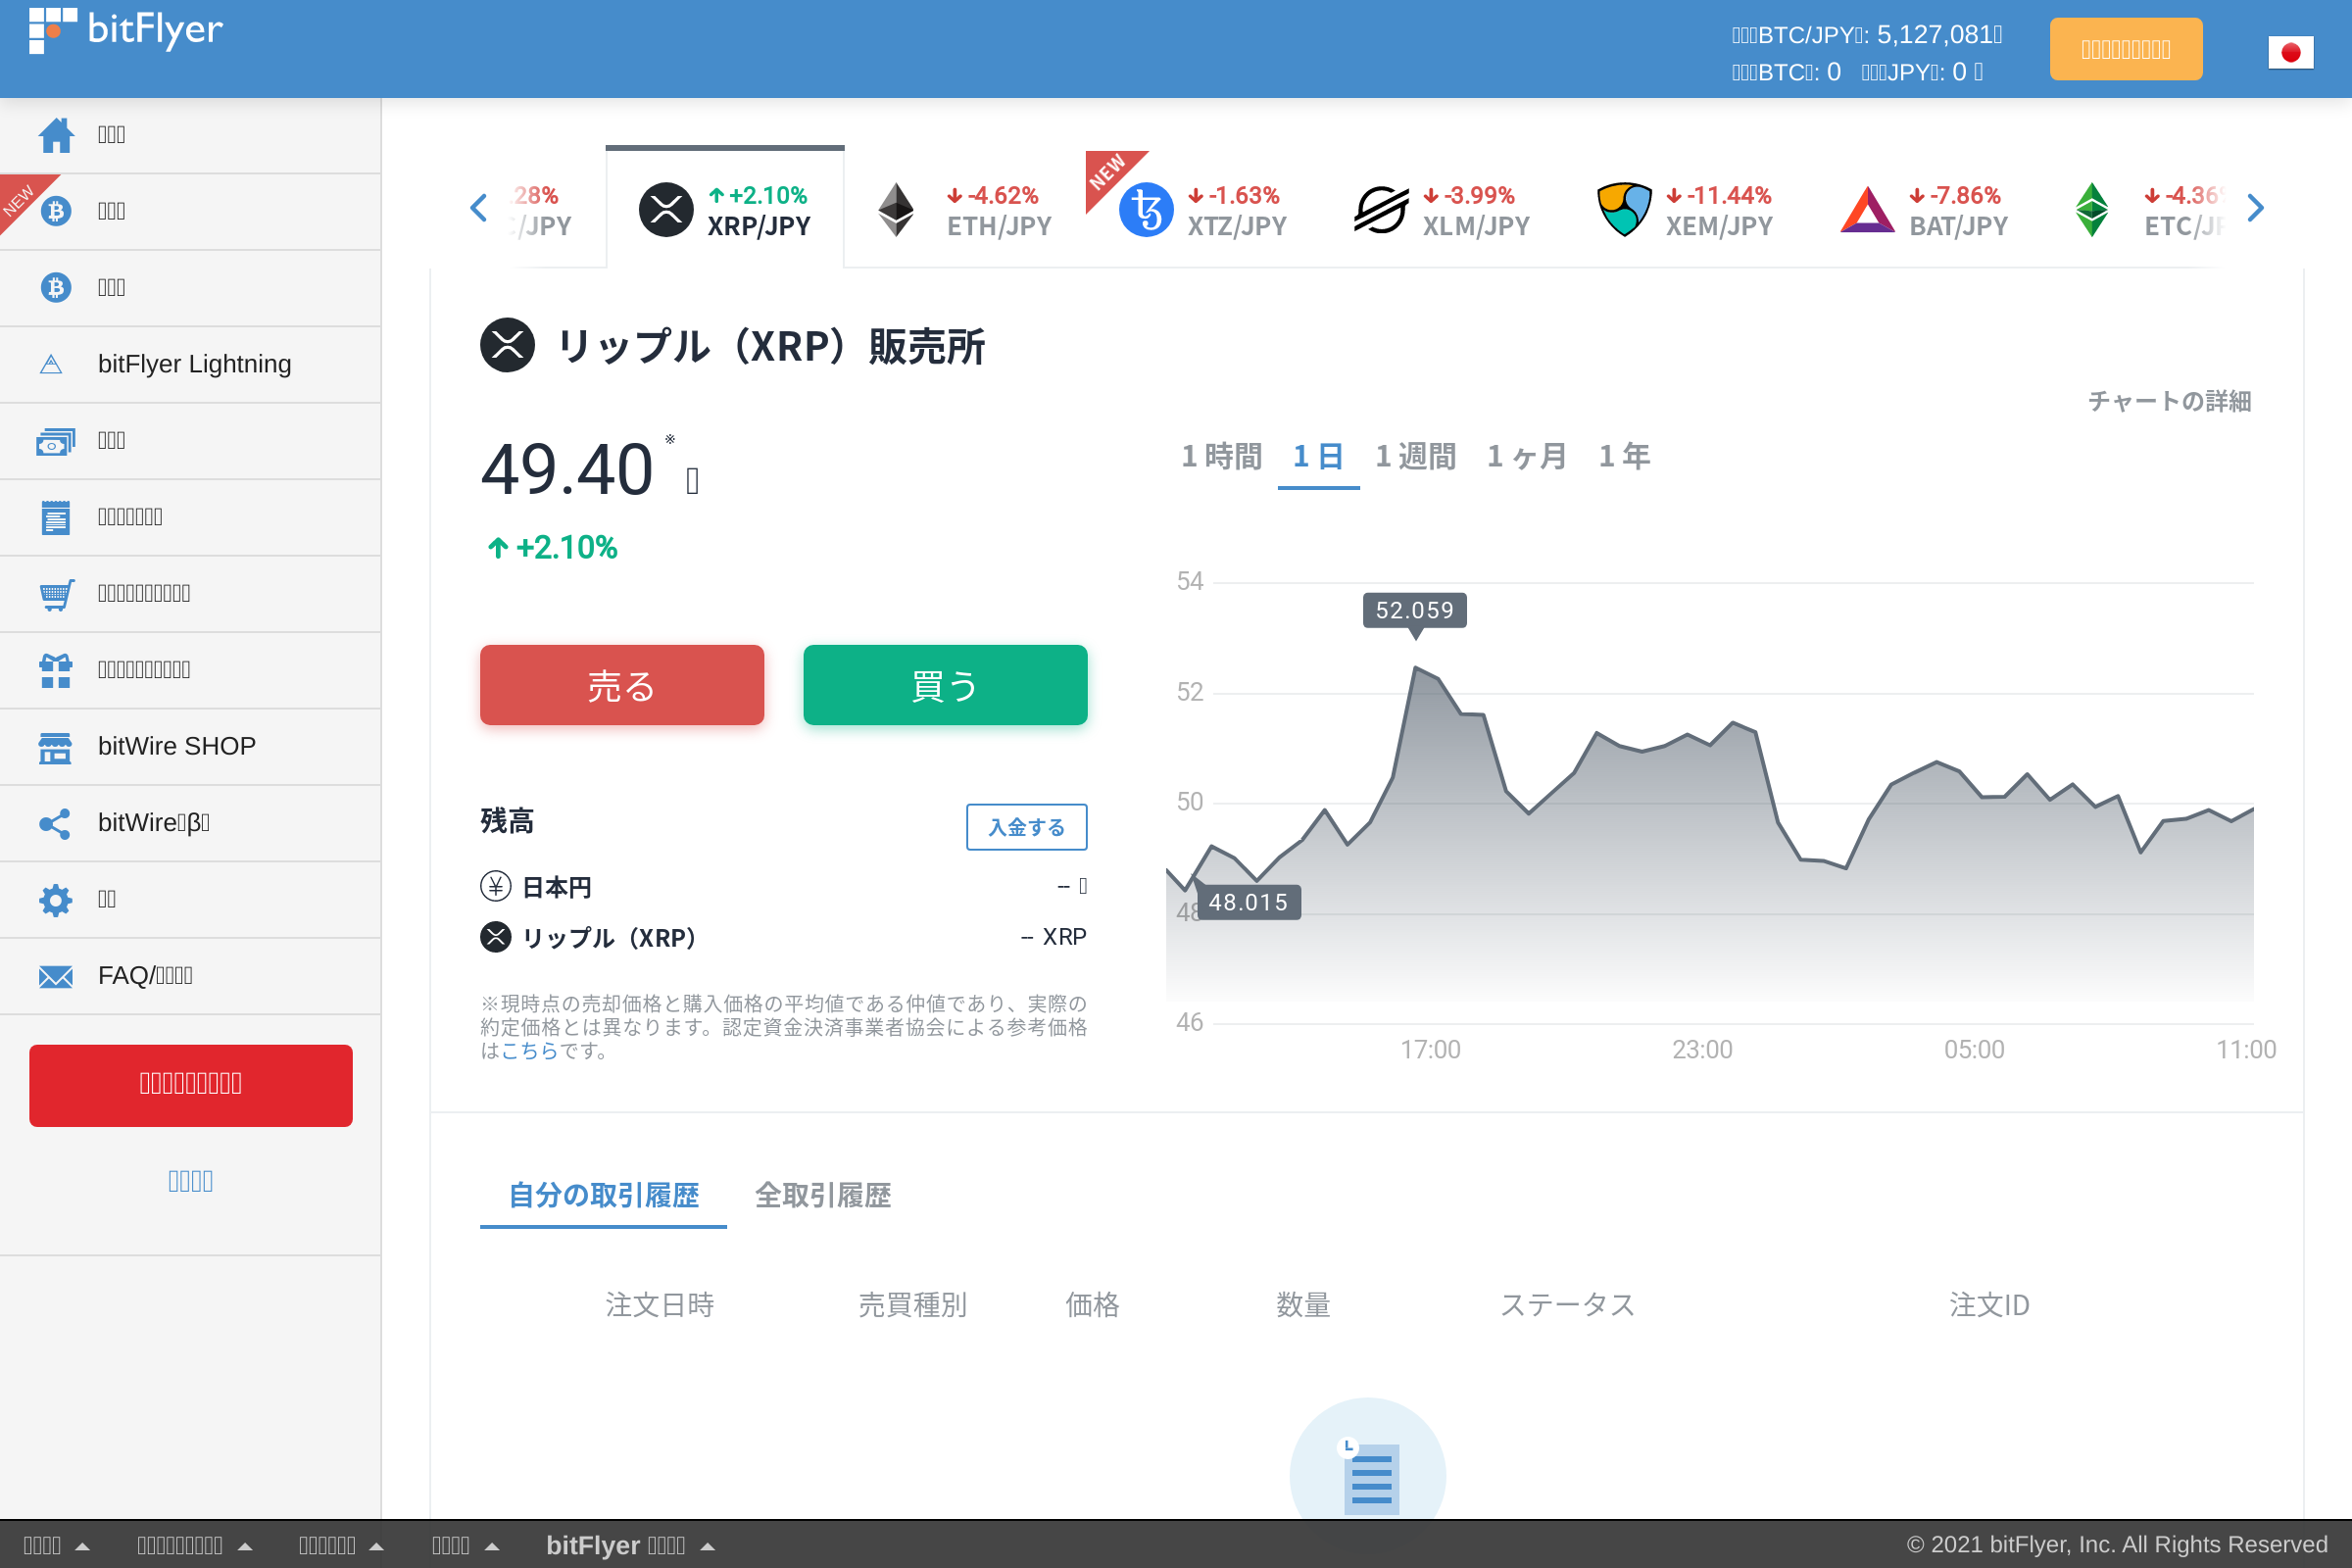 bitFlyer
BTC/JPY: 5,127,081
BTC: 0 JPY: 0
NEW
bitFlyer Lightning
bitWire SHOP
bitWire β
FAQ/
.28%
/JPY
+2.10%
XRP/JPY
-4.62%
ETH/JPY
NEW
-1.63%
XTZ/JPY
-3.99%
XLM/JPY
-11.44%
XEM/JPY
-7.86%
BAT/JPY
-4.36
ETC/
リップル（XRP）販売所
チャートの詳細
49.40 ※
+2.10%
1 時間 1 日 1 週間 1 ヶ月 1 年
売る 買う
残高 入金する
日本円 --
リップル（XRP） -- XRP
※現時点の売却価格と購入価格の平均値である仲値であり、実際の
約定価格とは異なります。認定資金決済事業者協会による参考価格
はこちらです。
54
52.059
52
50
48
48.015
46
17:00 23:00 05:00 11:00
自分の取引履歴 全取引履歴
注文日時 売買種別 価格 数量 ステータス 注文ID
bitFlyer
© 2021 bitFlyer, Inc. All Rights Reserved